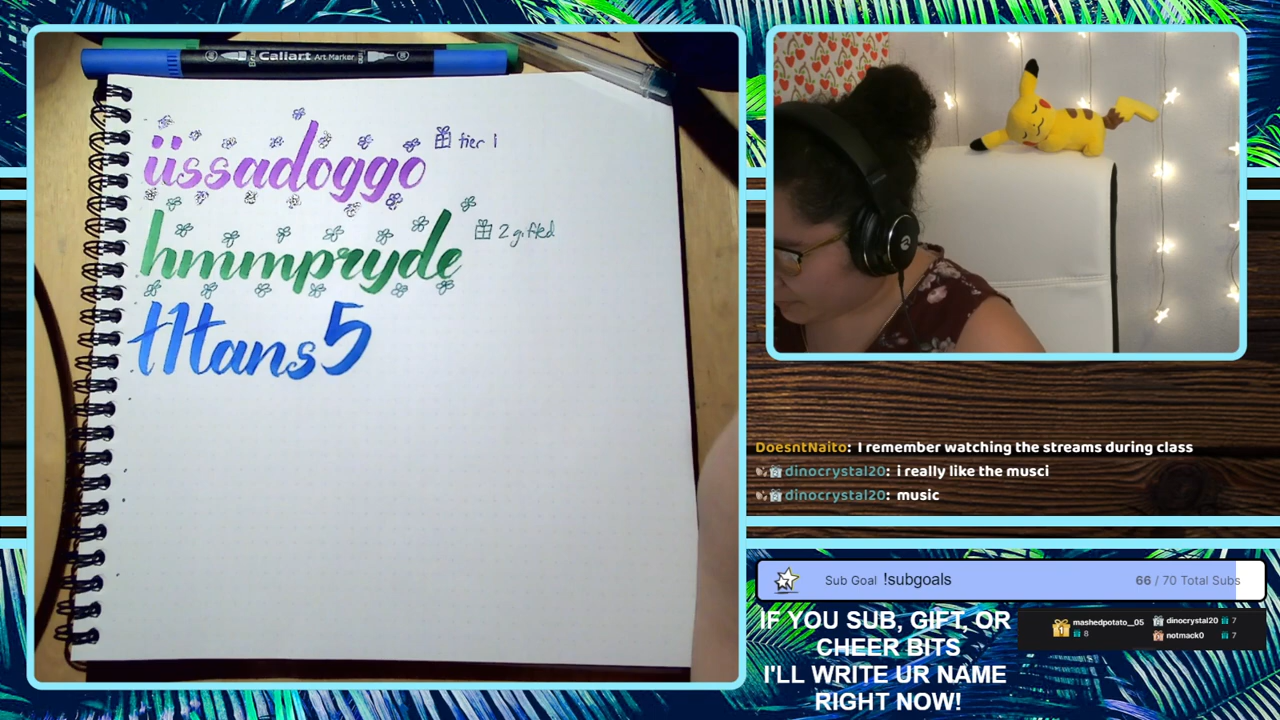 Callart Art Marker
iissadoggo tier 1
hmmpryde 2 gifted
t1tans5
DoesntNaito: I remember watching the streams during class
dinocrystal20: i really like the musci
dinocrystal20: music
Sub Goal !subgoals 66 / 70 Total Subs
IF YOU SUB, GIFT, OR
CHEER BITS
I'LL WRITE UR NAME
RIGHT NOW!
1 mashedpotato__05 8
dinocrystal20 7
notmack0 7